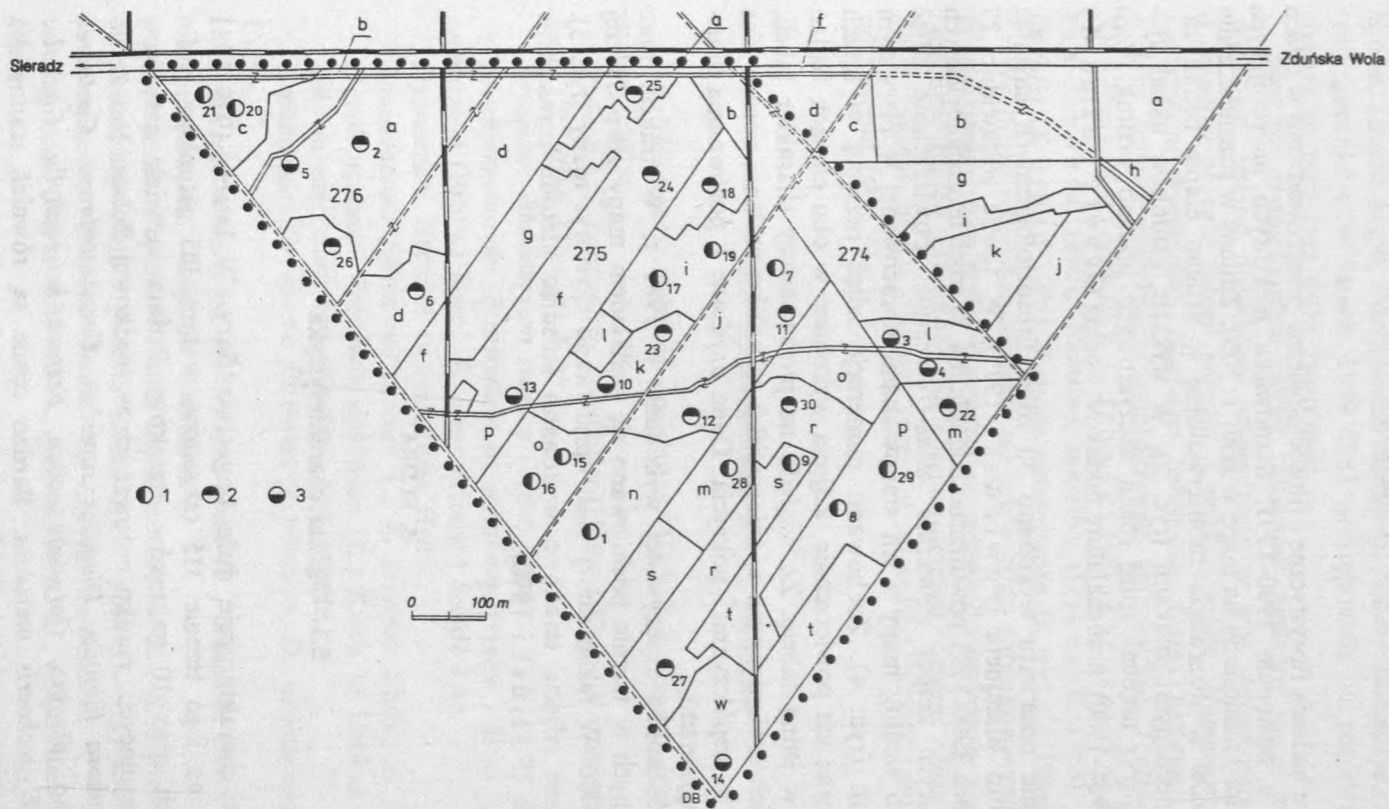 b
a
f
Sieradz
Zduńska Wola
21
20
c
c
25
a
b
d
c
b
a
2
d
5
24
18
g
h
276
g
275
19
7
274
i
k
j
26
6
i
17
f
11
d
l
j
3
l
f
23
k
4
13
10
o
p
12
30
r
p
22
m
o
15
n
m
28
9
s
29
16
1
8
1
2
3
s
r
0
100 m
t
t
27
w
14
DB
z
z
z
z
z
z
z
z